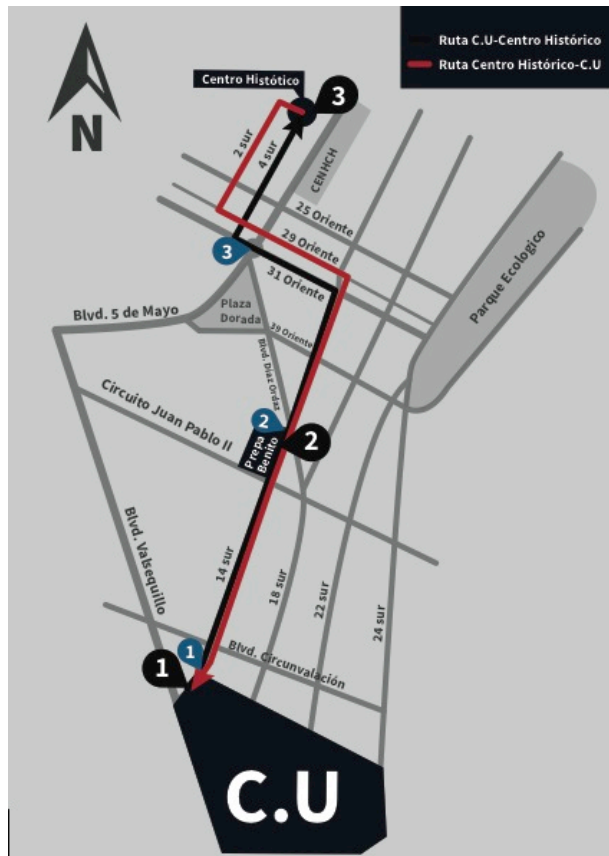 Ruta C.U-Centro Histórico
Ruta Centro Histórico-C.U
N
Centro Histótico
3
2 sur
4 sur
CENHCH
25 Oriente
29 Oriente
3
31 Oriente
Parque Ecologico
Blvd. 5 de Mayo
Plaza
Dorada
39 Oriente
Blvd. Díaz Ordaz
Circuito Juan Pablo II
2
Prepa
Benito
2
Blvd. Valsequillo
14 sur
18 sur
22 sur
24 sur
1
1
Blvd. Circunvalación
C.U